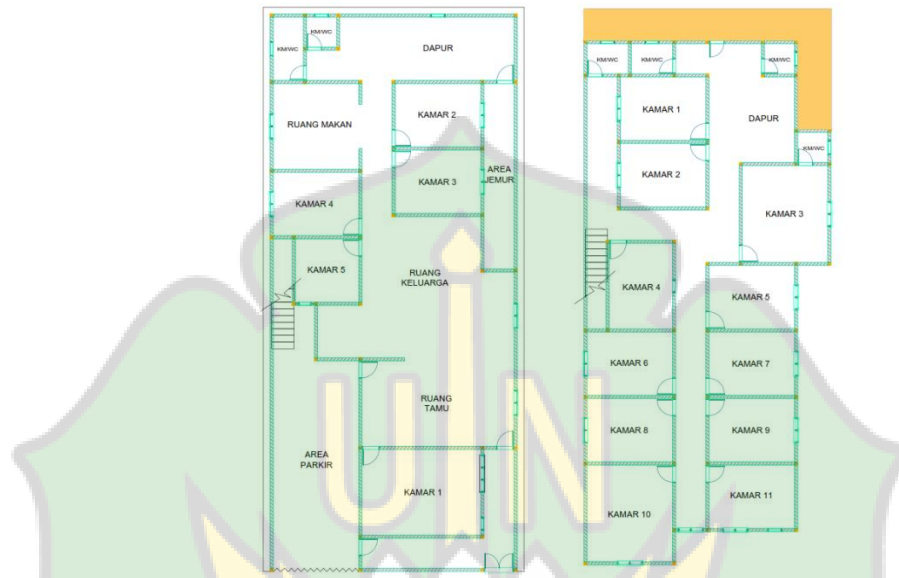 KM/WC
KM/WC
DAPUR
RUANG MAKAN
KAMAR 2
KAMAR 3
AREA
JEMUR
KAMAR 4
KAMAR 5
RUANG
KELUARGA
RUANG
TAMU
AREA
PARKIR
KAMAR 1
KM/WC
KM/WC
KM/WC
KAMAR 1
DAPUR
KM/WC
KAMAR 2
KAMAR 3
KAMAR 4
KAMAR 5
KAMAR 6
KAMAR 7
KAMAR 8
KAMAR 9
KAMAR 10
KAMAR 11
UIN